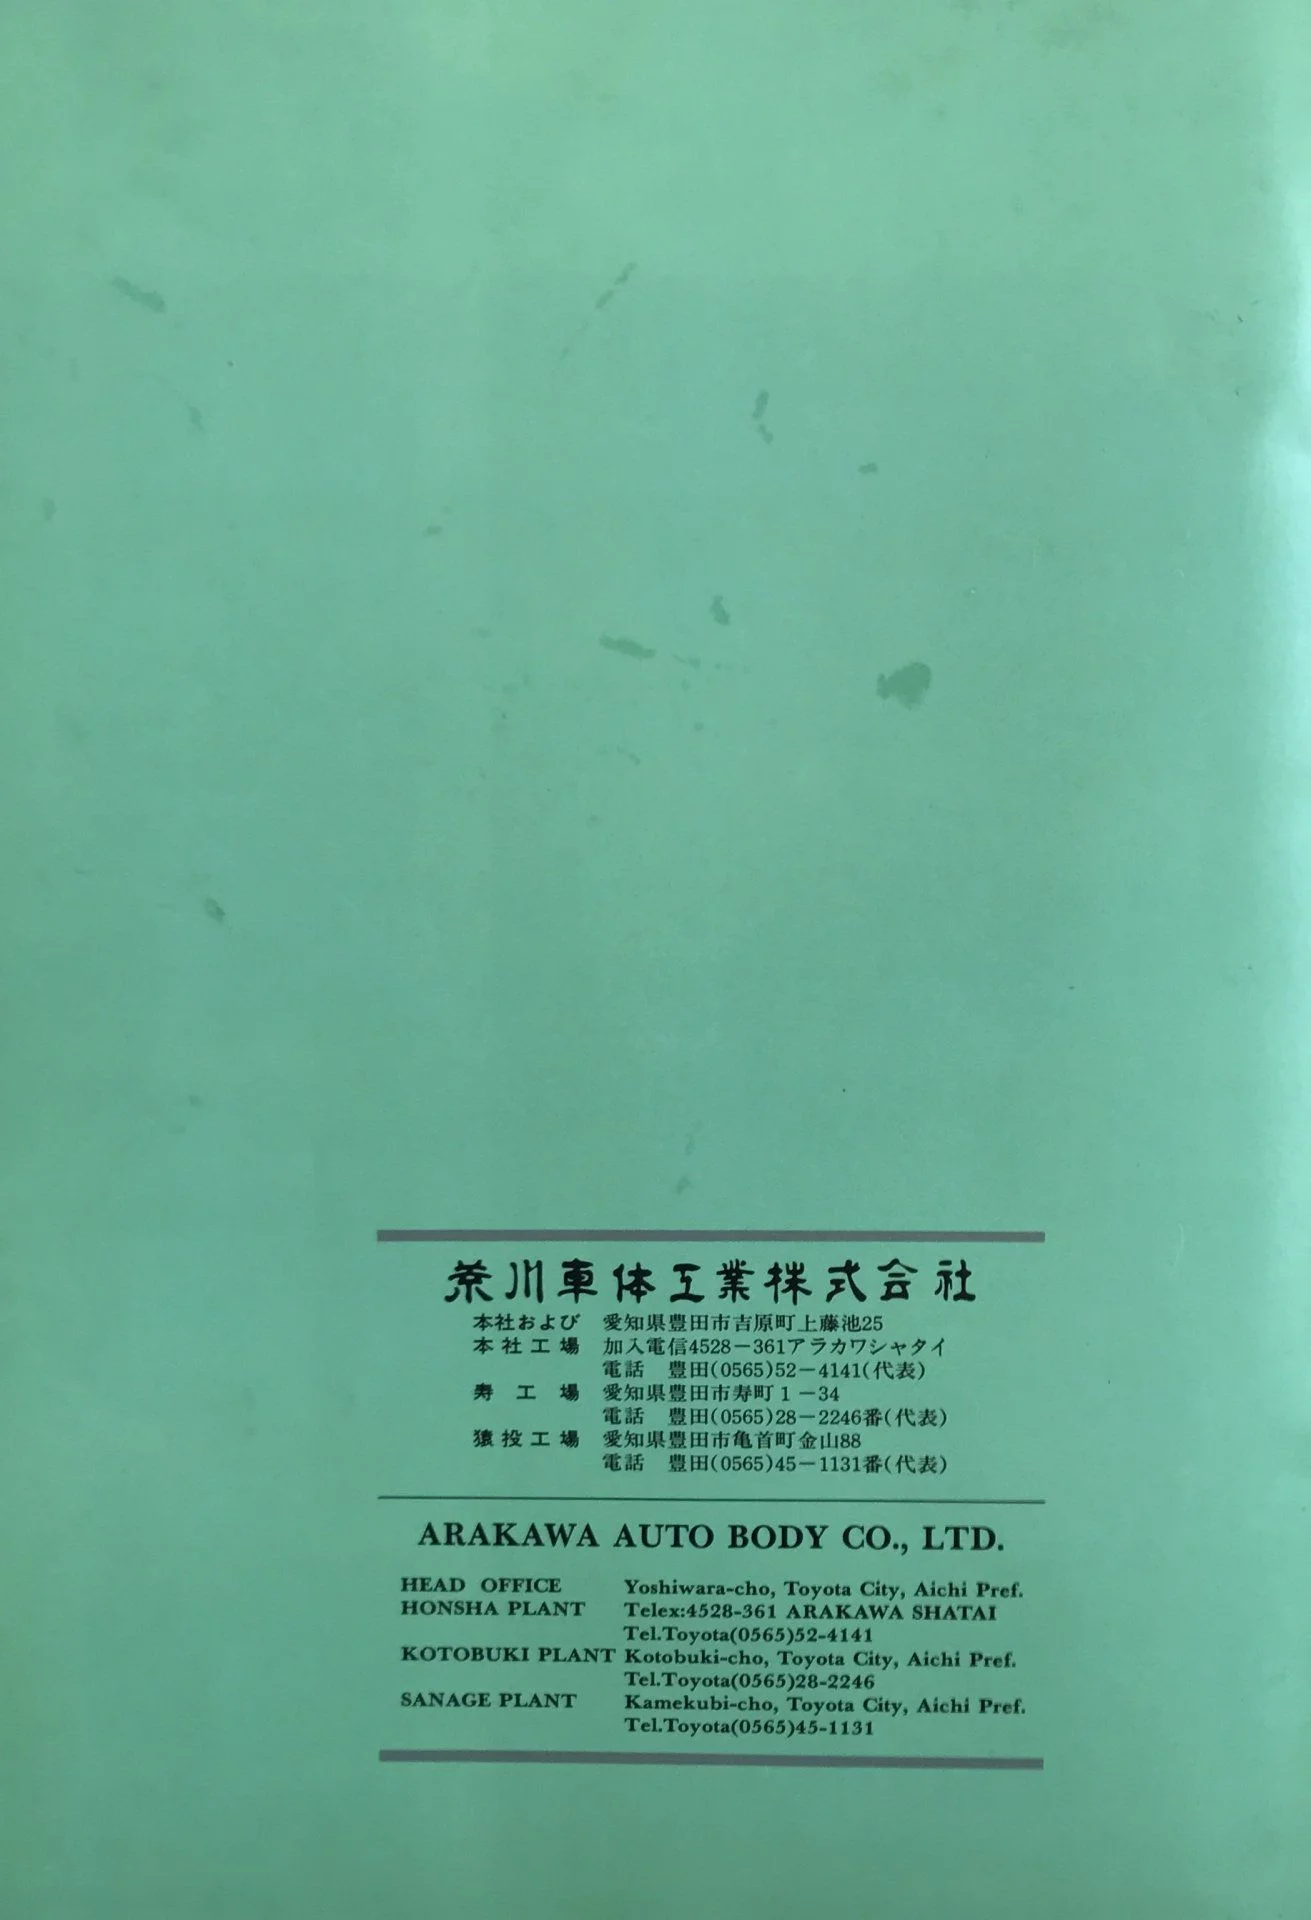 荒川車体工業株式会社
本社および 愛知県豊田市吉原町上藤池25
本社工場 加入電信4528－361アラカワシャタイ
電話 豊田(0565)52－4141(代表)
寿工場 愛知県豊田市寿町1－34
電話 豊田(0565)28－2246番(代表)
猿投工場 愛知県豊田市亀首町金山88
電話 豊田(0565)45－1131番(代表)
ARAKAWA AUTO BODY CO., LTD.
HEAD OFFICE Yoshiwara-cho, Toyota City, Aichi Pref.
HONSHA PLANT Telex:4528-361 ARAKAWA SHATAI
Tel.Toyota(0565)52-4141
KOTOBUKI PLANT Kotobuki-cho, Toyota City, Aichi Pref.
Tel.Toyota(0565)28-2246
SANAGE PLANT Kamekubi-cho, Toyota City, Aichi Pref.
Tel.Toyota(0565)45-1131